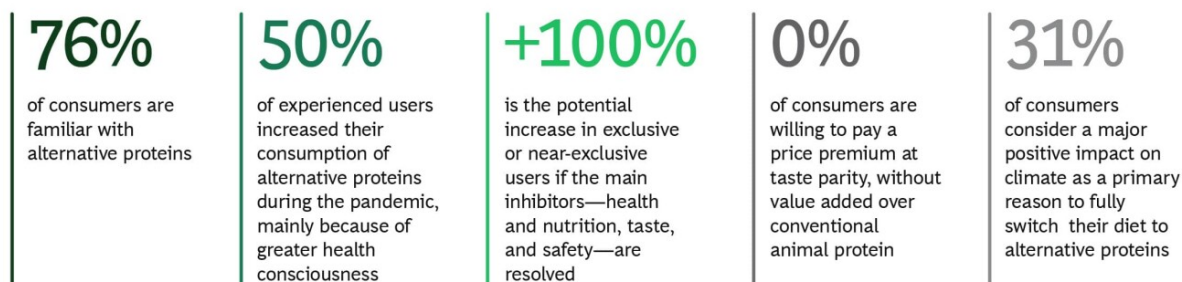 76%
of consumers are
familiar with
alternative proteins
50%
of experienced users
increased their
consumption of
alternative proteins
during the pandemic,
mainly because of
greater health
consciousness
+100%
is the potential
increase in exclusive
or near-exclusive
users if the main
inhibitors—health
and nutrition, taste,
and safety—are
resolved
0%
of consumers are
willing to pay a
price premium at
taste parity, without
value added over
conventional
animal protein
31%
of consumers
consider a major
positive impact on
climate as a primary
reason to fully
switch their diet to
alternative proteins